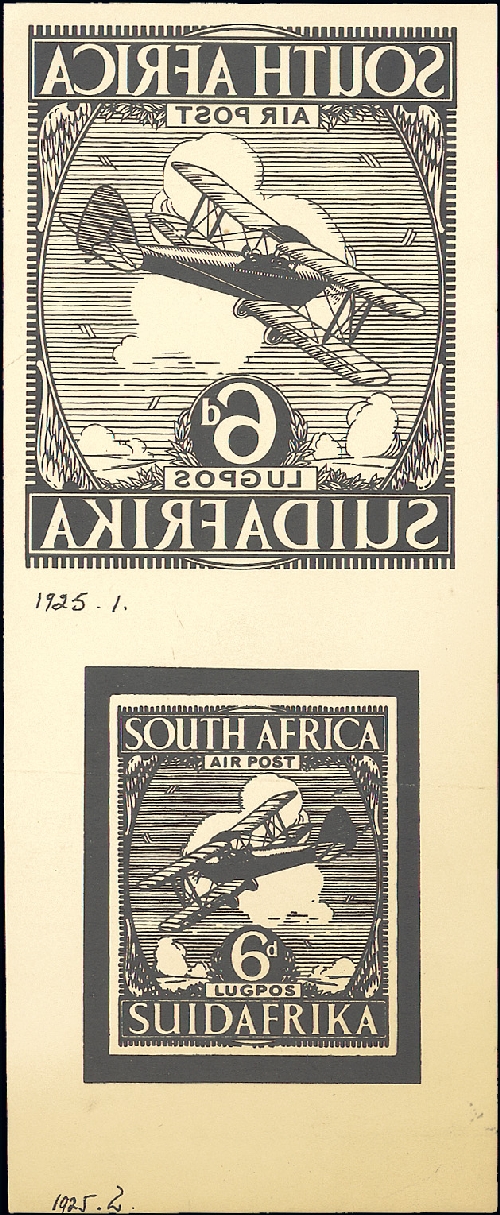 SOUTH AFRICA
AIR POST
6d
LUGPOS
SUIDAFRIKA
1925.1.
SOUTH AFRICA
AIR POST
6d
LUGPOS
SUIDAFRIKA
1925.2.